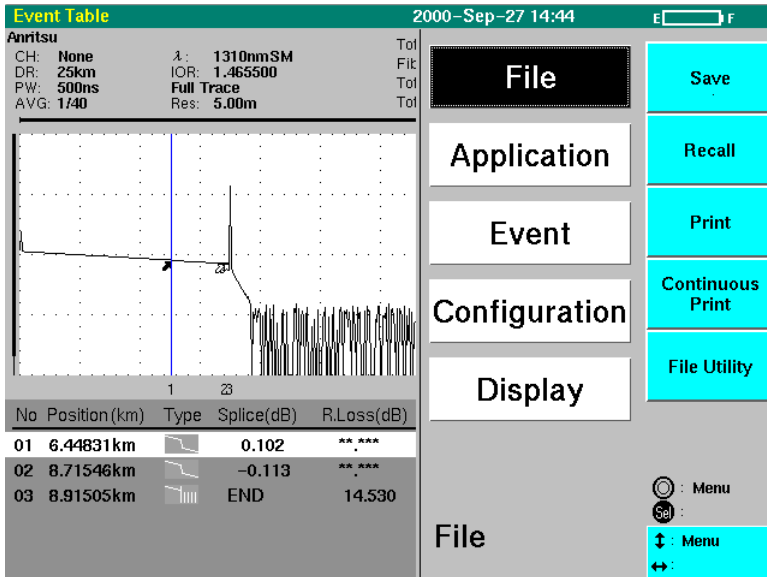 Event Table 2000-Sep-27 14:44 E F
Anritsu
CH: None λ: 1310nmSM Tot
DR: 25km IOR: 1.465500
PW: 500ns Full Trace Tot
AVG: 1/40 Res: 5.00m Tot
1 23
No Position(km) Type Splice(dB) R.Loss(dB)
01 6.44831km 0.102 **.***
02 8.71546km -0.113 **.***
03 8.91505km END 14.530
File
Application
Event
Configuration
Display
File
Save
Recall
Print
Continuous
Print
File Utility
: Menu
Sel :
↕: Menu
↔: